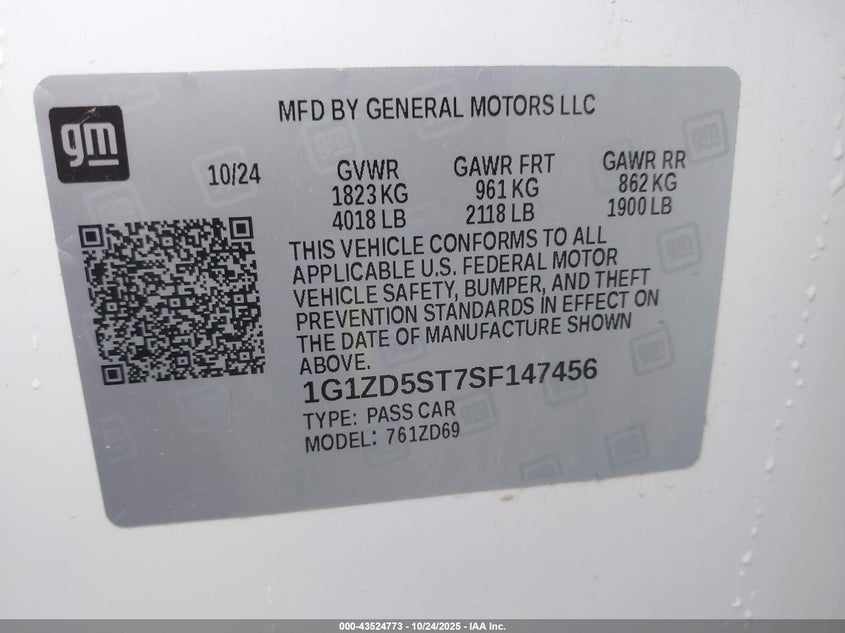 gm
MFD BY GENERAL MOTORS LLC
10/24
GVWR
1823 KG
4018 LB
GAWR FRT
961 KG
2118 LB
GAWR RR
862 KG
1900 LB
THIS VEHICLE CONFORMS TO ALL
APPLICABLE U.S. FEDERAL MOTOR
VEHICLE SAFETY, BUMPER, AND THEFT
PREVENTION STANDARDS IN EFFECT ON
THE DATE OF MANUFACTURE SHOWN
ABOVE.
1G1ZD5ST7SF147456
TYPE: PASS CAR
MODEL: 761ZD69
000-43524773 - 10/24/2025 - IAA Inc.